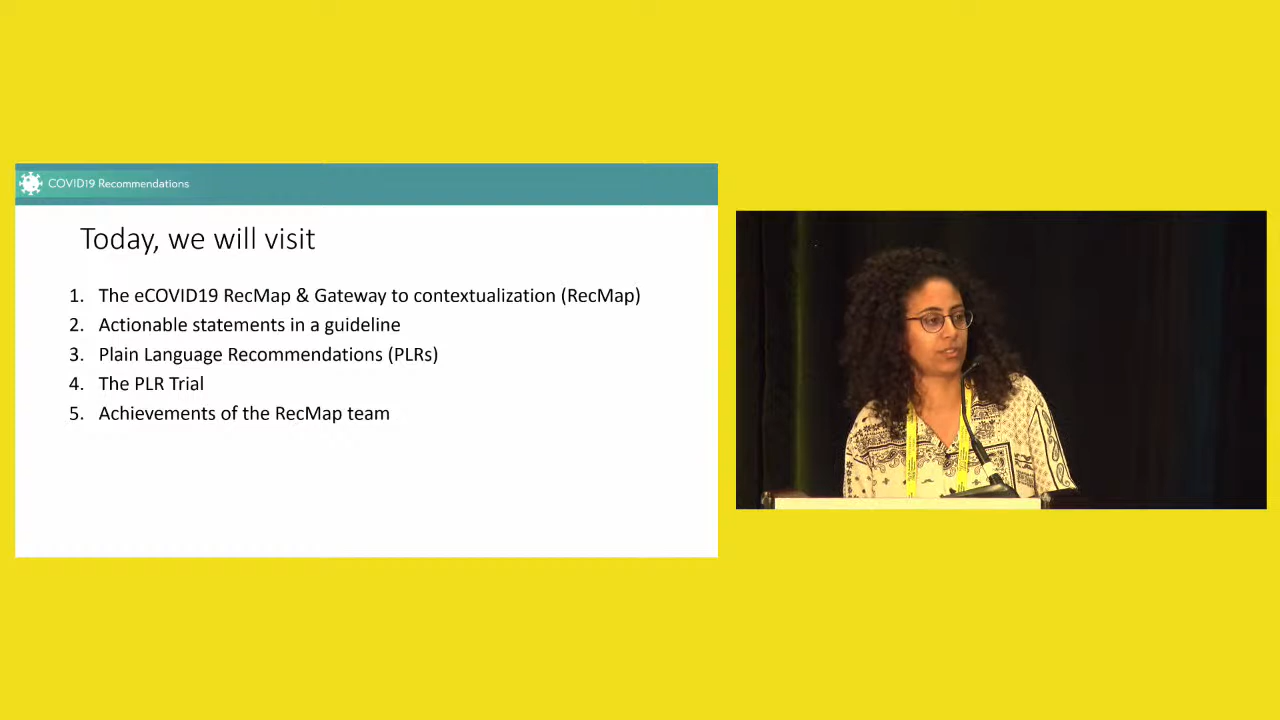 COVID19 Recommendations
Today, we will visit
1. The eCOVID19 RecMap & Gateway to contextualization (RecMap)
2. Actionable statements in a guideline
3. Plain Language Recommendations (PLRs)
4. The PLR Trial
5. Achievements of the RecMap team